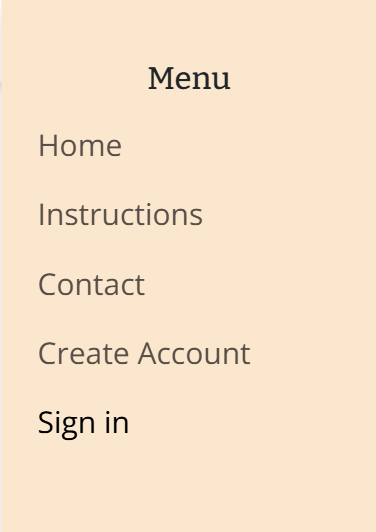 Menu
Home
Instructions
Contact
Create Account
Sign in